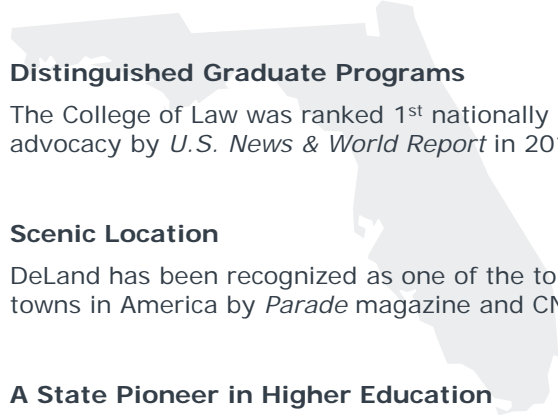 Distinguished Graduate Programs
The College of Law was ranked 1st nationally
advocacy by U.S. News & World Report in
Scenic Location
DeLand has been recognized as one of the
towns in America by Parade magazine and
A State Pioneer in Higher Education